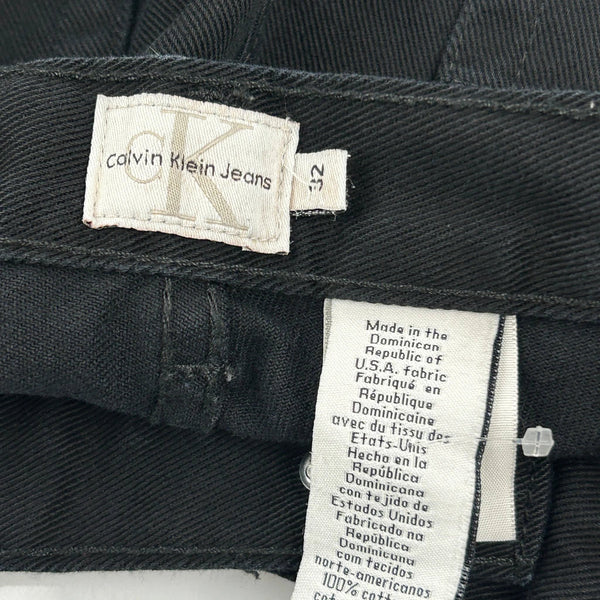 CK
Calvin Klein Jeans
32
Made in the
Dominican
Republic of
U.S.A. fabric
Fabriqué en
République
Dominicaine
avec du tissu des
Etats-Unis
Hecho en la
República
Dominicana
con tejido de
Estados Unidos
Fabricado na
República
Dominicana
com tecidos
norte-americanos
100% cott